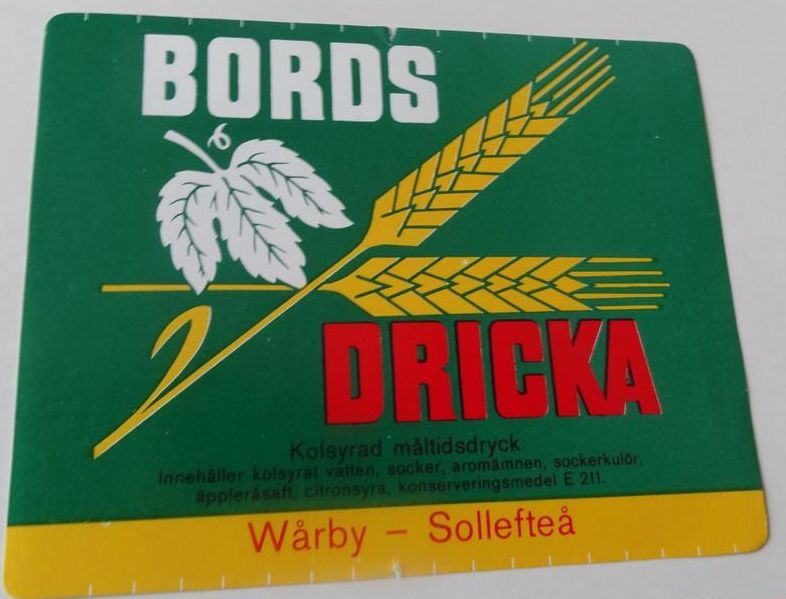 BORDS
DRICKA
Kolsyrad måltidsdryck
Innehåller kolsyrat vatten, socker, aromämnen, sockerkulör,
äppleråsaft, citronsyra, konserveringsmedel E 211.
Wårby – Sollefteå